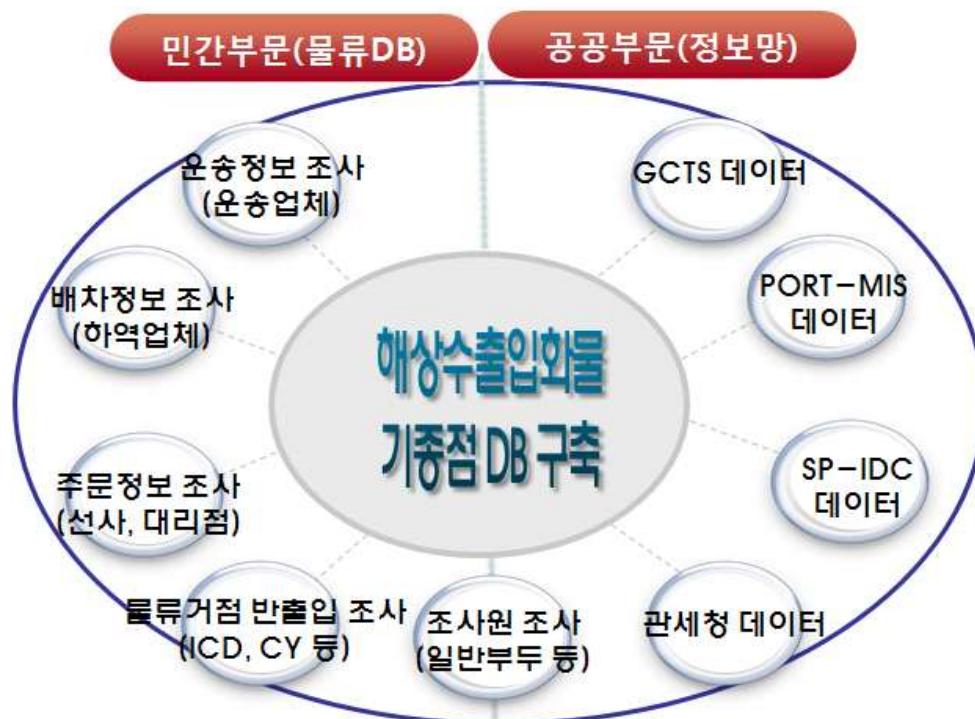 민간부문(물류DB)
공공부문(정보망)
운송정보 조사
(운송업체)
GCTS 데이터
배차정보 조사
(하역업체)
PORT-MIS
데이터
해상수출입화물
기종점 DB 구축
주문정보 조사
(선사, 대리점)
SP-IDC
데이터
물류거점 반출입 조사
(ICD, CY 등)
조사원 조사
(일반부두 등)
관세청 데이터